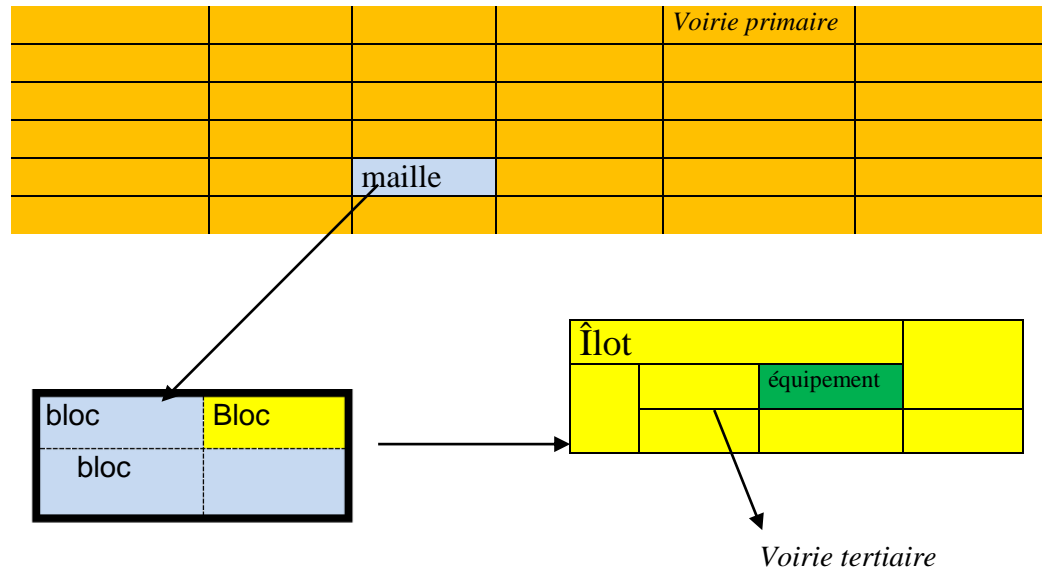 Voirie primaire
maille
Îlot
équipement
bloc
Bloc
bloc
Voirie tertiaire